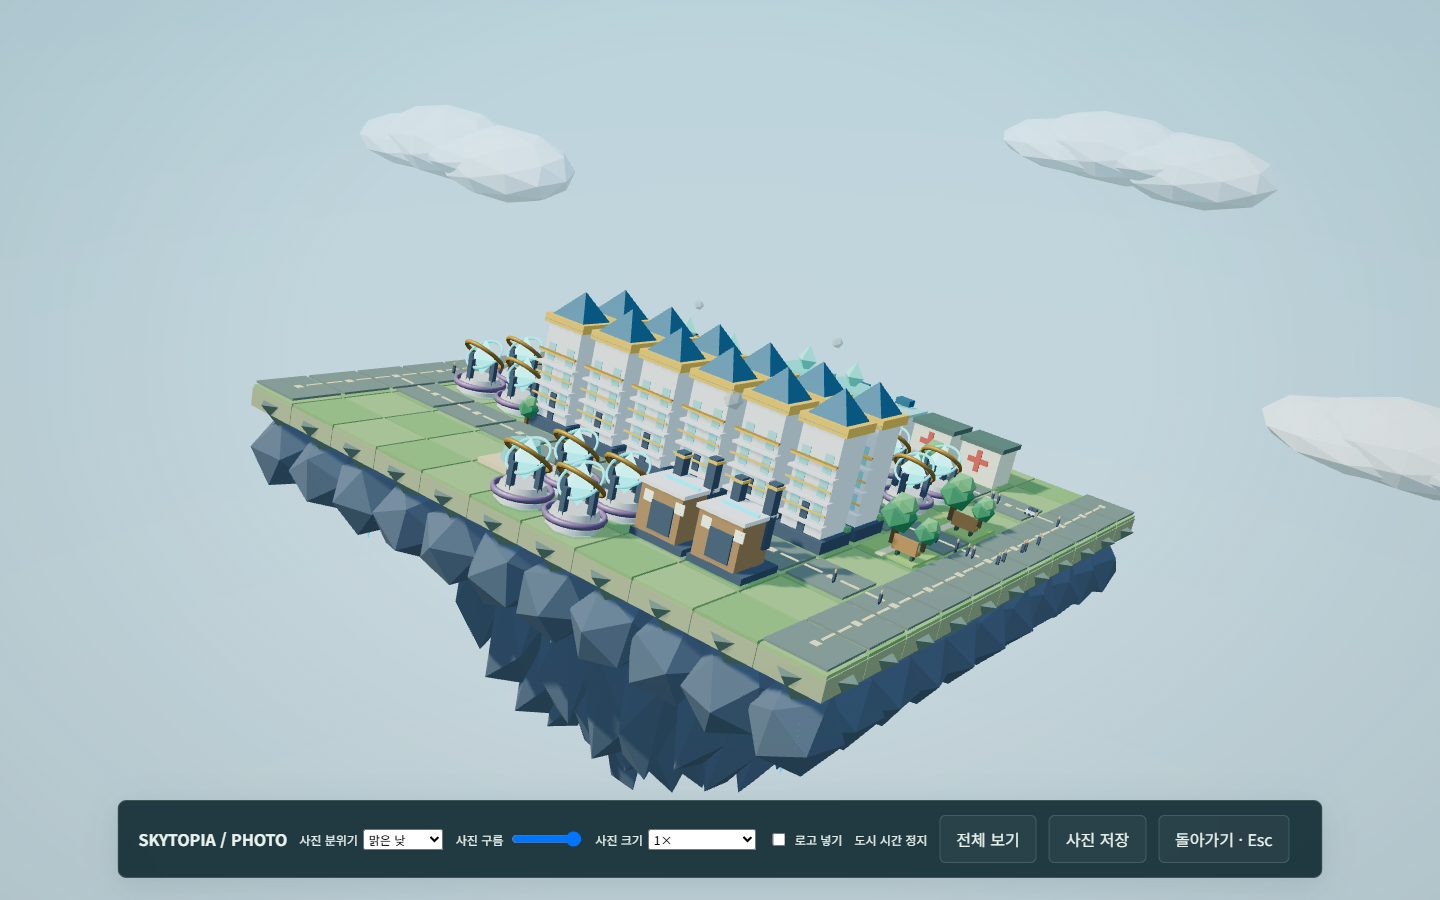 SKYTOPIA / PHOTO 사진 분위기 맑은 낮 사진 구름 사진 크기 1× 로고 넣기 도시 시간 정지 전체 보기 사진 저장 돌아가기 · Esc